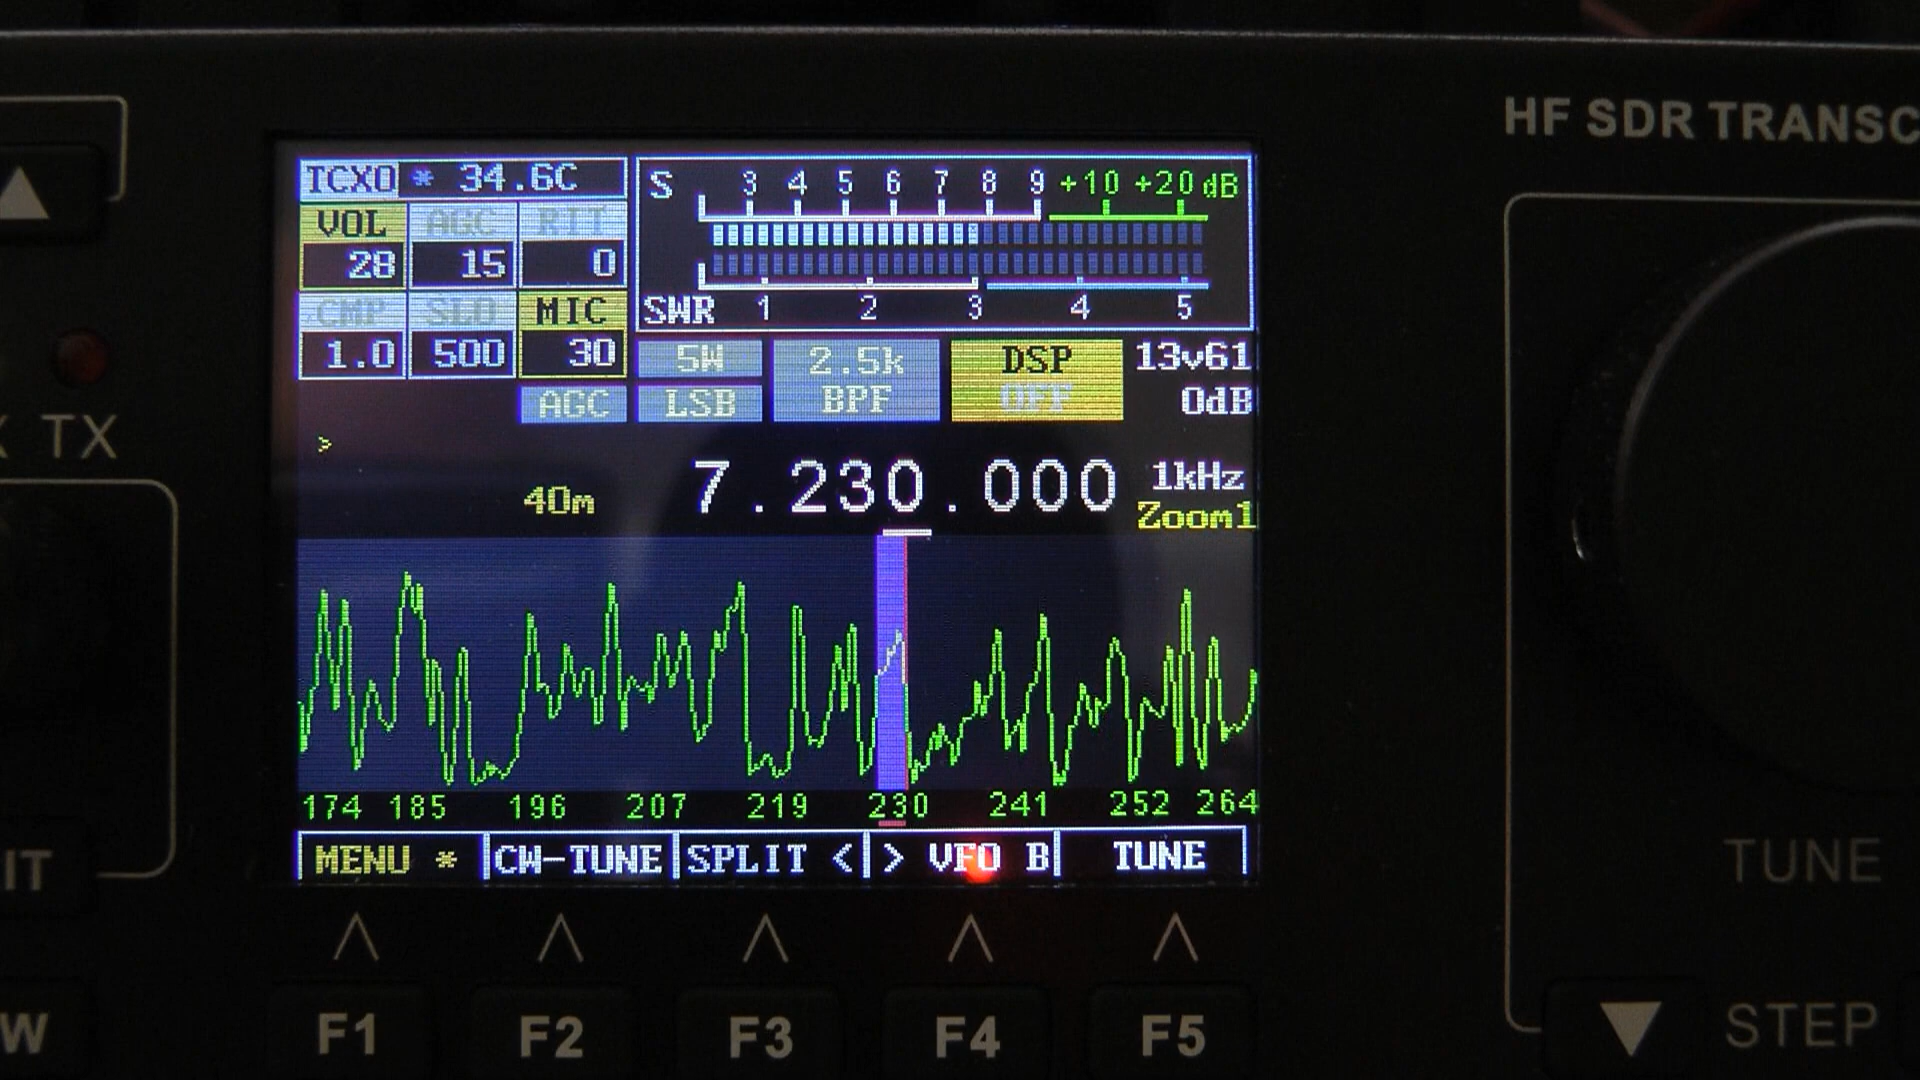 HF SDR TRANSC
TCXO * 34.6C
VOL AGC RIT
28 15 0
CMP SLD MIC
1.0 500 30
S 3 4 5 6 7 8 9 +10 +20 dB
SWR 1 2 3 4 5
5W 2.5k DSP 13v61
AGC LSB BPF OFF 0dB
TX
>
40m 7.230.000 1kHz
Zoom1
174 185 196 207 219 230 241 252 264
MENU * CW-TUNE SPLIT < > VFO B TUNE
IT
TUNE
W F1 F2 F3 F4 F5
STEP